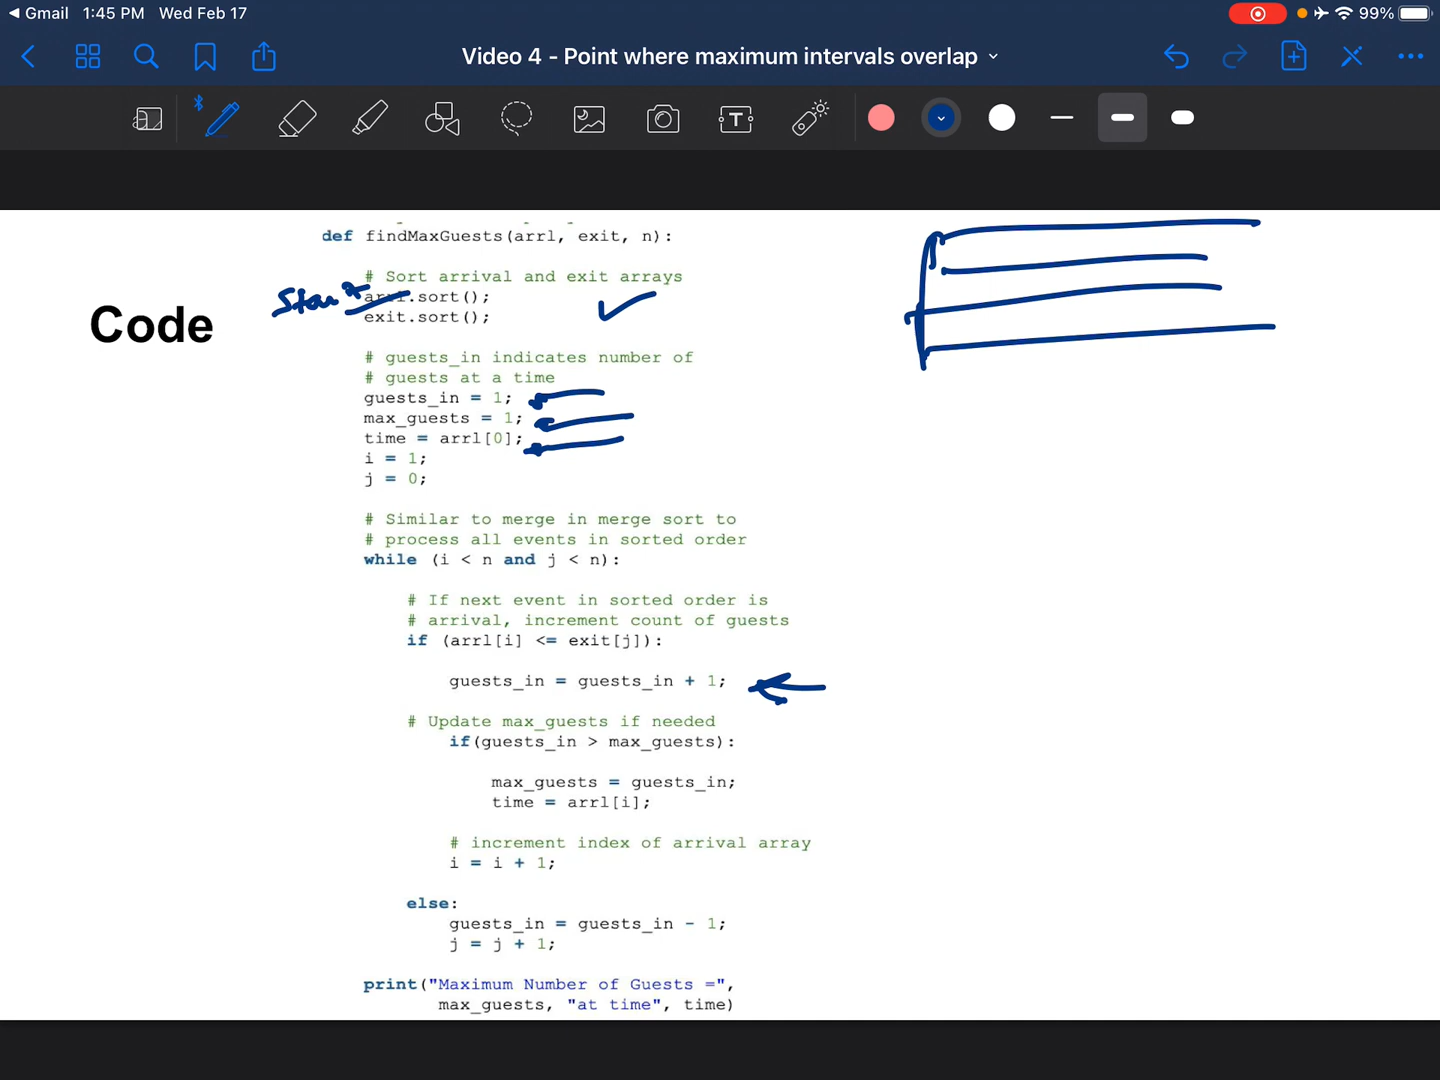 Gmail 1:45 PM Wed Feb 17 99%
Video 4 - Point where maximum intervals overlap
T
Code
def findMaxGuests(arrl, exit, n):
# Sort arrival and exit arrays
Start
arrl.sort();
exit.sort();
# guests_in indicates number of
# guests at a time
guests_in = 1;
max_guests = 1;
time = arrl[0];
i = 1;
j = 0;
# Similar to merge in merge sort to
# process all events in sorted order
while (i < n and j < n):
# If next event in sorted order is
# arrival, increment count of guests
if (arrl[i] <= exit[j]):
guests_in = guests_in + 1;
# Update max_guests if needed
if(guests_in > max_guests):
max_guests = guests_in;
time = arrl[i];
# increment index of arrival array
i = i + 1;
else:
guests_in = guests_in - 1;
j = j + 1;
print("Maximum Number of Guests =",
max_guests, "at time", time)